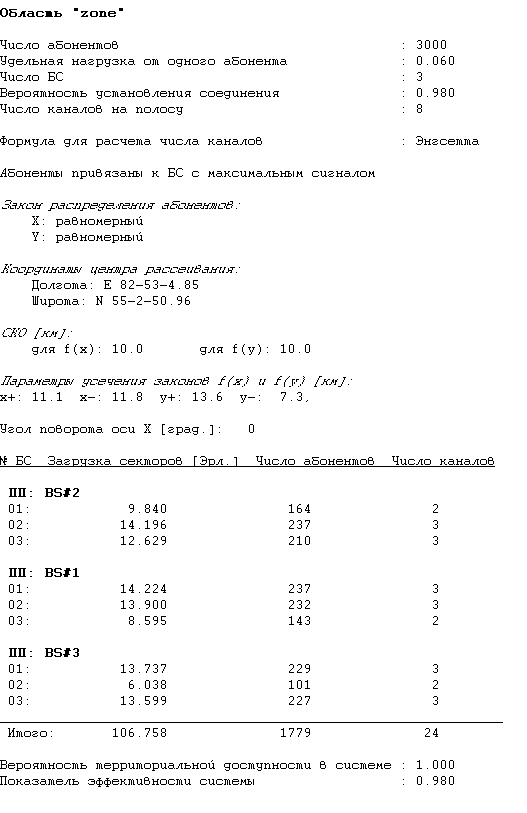 Область "zone"
Число абонентов : 3000
Удельная нагрузка от одного абонента : 0.060
Число БС : 3
Вероятность установления соединения : 0.980
Число каналов на полосу : 8
Формула для расчета числа каналов : Энгсетта
Абоненты привязаны к БС с максимальным сигналом
Закон распределения абонентов:
X: равномерный
Y: равномерный
Координаты центра рассеивания:
Долгота: E 82-53-4.85
Широта: N 55-2-50.96
СКО [км]:
для f(x): 10.0 для f(y): 10.0
Параметры усечения законов f(x) и f(y) [км]:
x+: 11.1 x-: 11.8 y+: 13.6 y-: 7.3,
Угол поворота оси X [град.]: 0
№ БС Загрузка секторов [Эрл.] Число абонентов Число каналов
ПП: BS#2
01: 9.840 164 2
02: 14.196 237 3
03: 12.629 210 3
ПП: BS#1
01: 14.224 237 3
02: 13.900 232 3
03: 8.595 143 2
ПП: BS#3
01: 13.737 229 3
02: 6.038 101 2
03: 13.599 227 3
Итого: 106.758 1779 24
Вероятность территориальной доступности в системе : 1.000
Показатель эффективности системы : 0.980